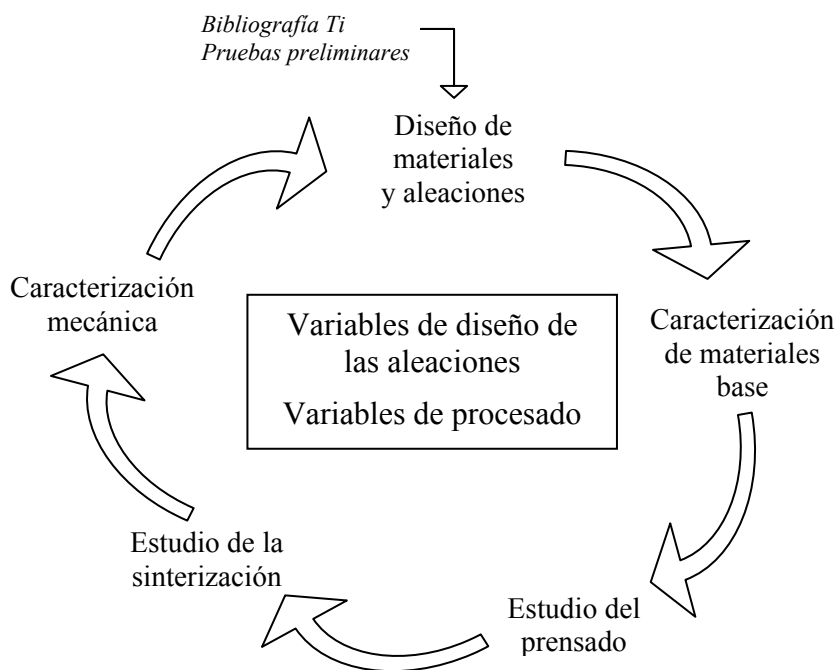 Bibliografía Ti
Pruebas preliminares
Diseño de
materiales
y aleaciones
Caracterización
de materiales
base
Estudio del
prensado
Estudio de la
sinterización
Caracterización
mecánica
Variables de diseño de
las aleaciones
Variables de procesado